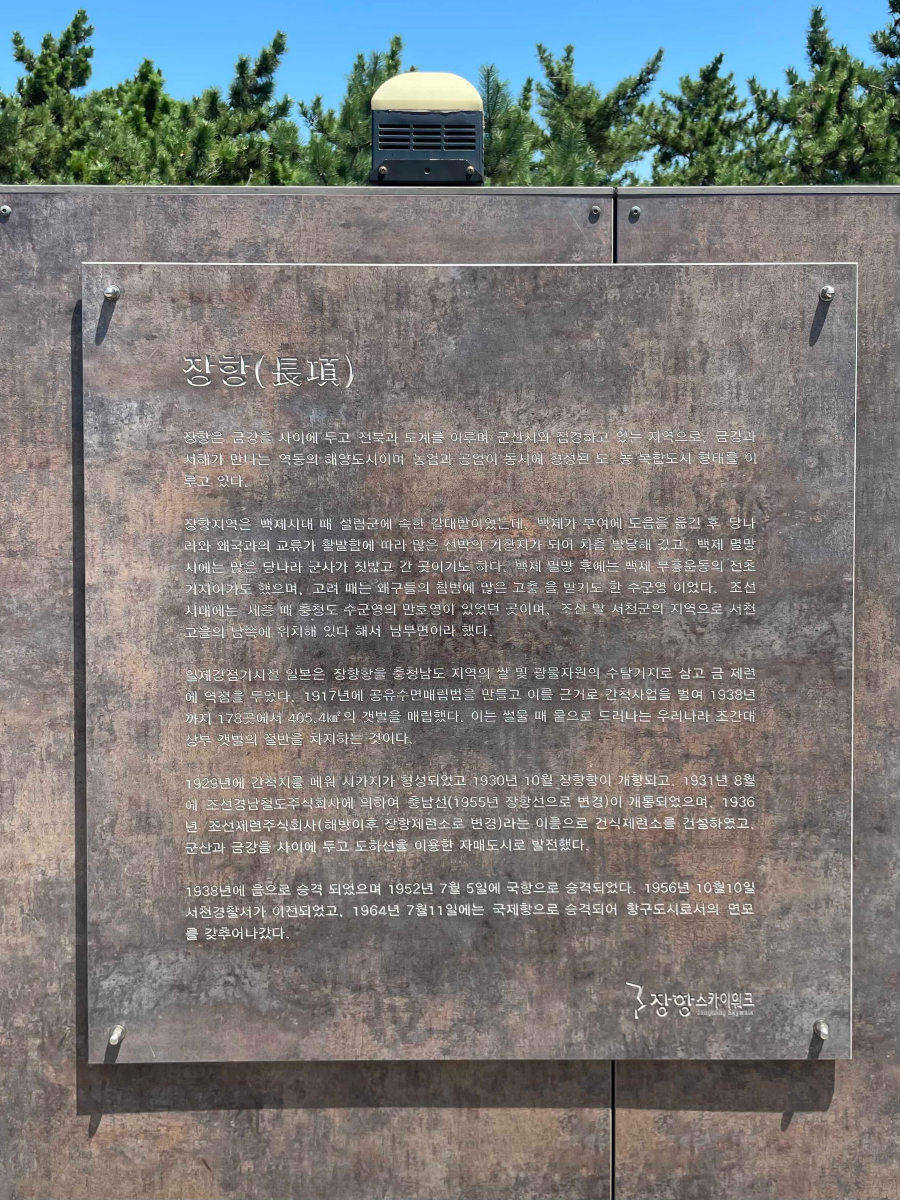 장항(長項)
장항은 금강을 사이에 두고 전북과 도계를 이루며 군산시와 접경하고 있는 지역으로, 금강과
서해가 만나는 역동의 해양도시이며 농업과 공업이 동시에 형성된 도·농 복합도시 형태를 이
루고 있다.
장항지역은 백제시대 때 설림군에 속한 갈대밭이었는데, 백제가 부여에 도읍을 옮긴 후 당나
라와 왜국과의 교류가 활발함에 따라 많은 선박의 기항지가 되어 차츰 발달해 갔고, 백제 멸망
시에는 많은 당나라 군사가 짓밟고 간 곳이기도 하다. 백제 멸망 후에는 백제 부흥운동의 전초
기지이기도 했으며, 고려 때는 왜구들의 침범에 많은 고충 을 받기도 한 수군영 이었다. 조선
시대에는 세종 때 충청도 수군영의 만호영이 있었던 곳이며, 조선 말 서천군의 지역으로 서천
고을의 남쪽에 위치해 있다 해서 남부면이라 했다.
일제강점기시절 일본은 장항항을 충청남도 지역의 쌀 및 광물자원의 수탈기지로 삼고 금 제련
에 역점을 두었다. 1917년에 공유수면매립법을 만들고 이를 근거로 간척사업을 벌여 1938년
까지 178곳에서 405.4㎢의 갯벌을 매립했다. 이는 썰물 때 뭍으로 드러나는 우리나라 조간대
상부 갯벌의 절반을 차지하는 것이다.
1929년에 간척지를 메워 시가지가 형성되었고 1930년 10월 장항항이 개항되고, 1931년 8월
에 조선경남철도주식회사에 의하여 충남선(1955년 장항선으로 변경)이 개통되었으며, 1936
년 조선제련주식회사(해방이후 장항제련소로 변경)라는 이름으로 건식제련소를 건설하였고,
군산과 금강을 사이에 두고 도하선을 이용한 자매도시로 발전했다.
1938년에 읍으로 승격 되었으며 1952년 7월 5일에 국항으로 승격되었다. 1956년 10월10일
서천경찰서가 이전되었고, 1964년 7월11일에는 국제항으로 승격되어 항구도시로서의 면모
를 갖추어나갔다.
장항스카이워크
Janghang Skywalk